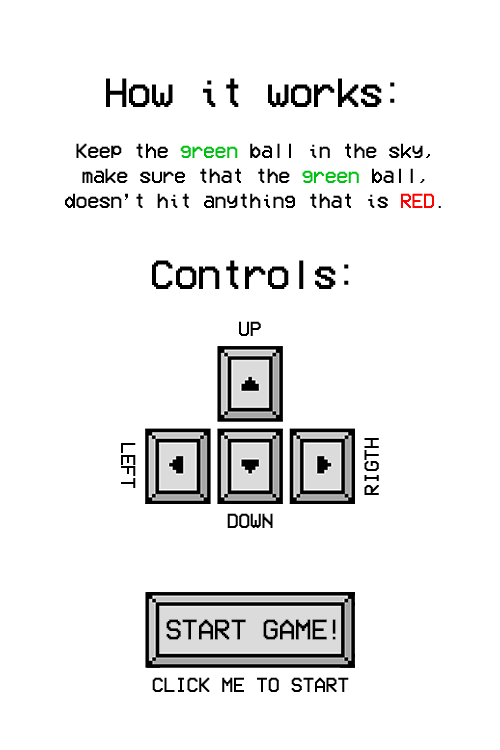 How it works:
Keep the green ball in the sky,
make sure that the green ball,
doesn't hit anything that is RED.
Controls:
UP
LEFT
RIGTH
DOWN
START GAME!
CLICK ME TO START